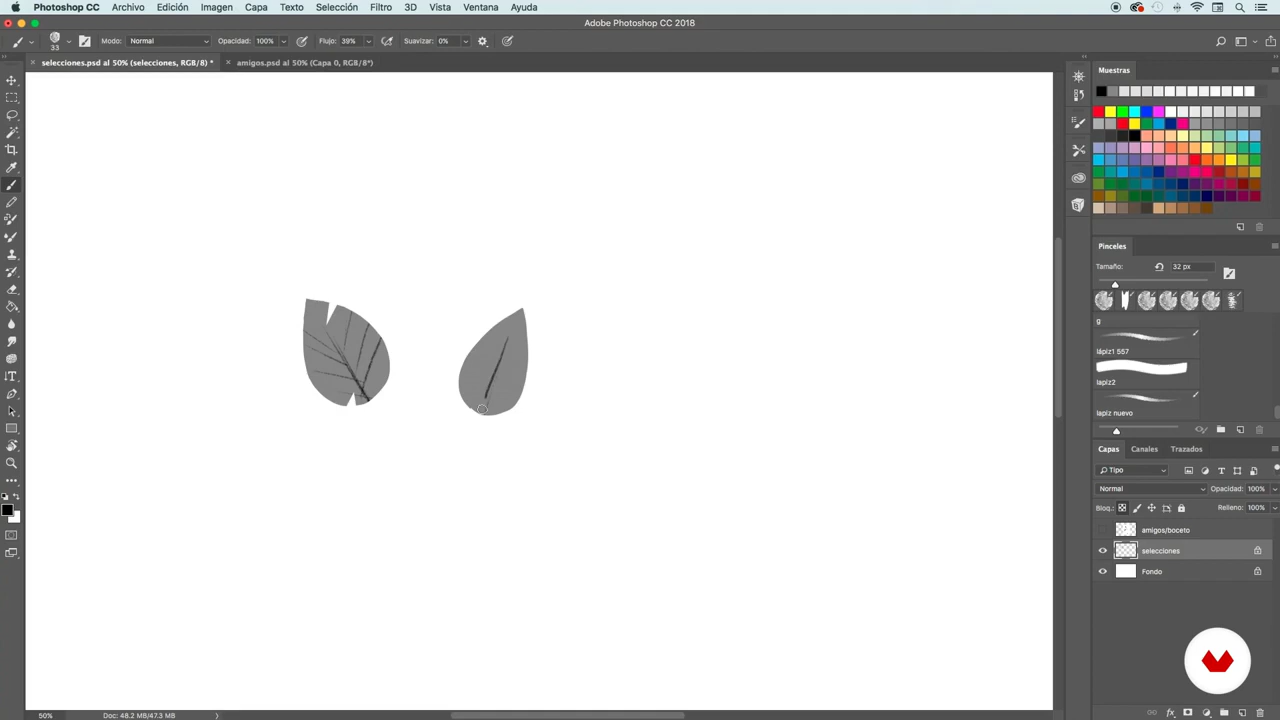 Photoshop CC Archivo Edición Imagen Capa Texto Selección Filtro 3D Vista Ventana Ayuda
Adobe Photoshop CC 2018
33 Modo: Normal Opacidad: 100% Flujo: 39% Suavizar: 0%
selecciones.psd al 50% (selecciones, RGB/8) * amigos.psd al 50% (Capa 0, RGB/8*)
Muestras
Pinceles
Tamaño: 32 px
g
lápiz1 557
lapiz2
lapiz nuevo
Capas Canales Trazados
Tipo
Normal Opacidad: 100%
Bloq.: Relleno: 100%
amigos/boceto
selecciones
Fondo
50% Doc: 48.2 MB/47.3 MB